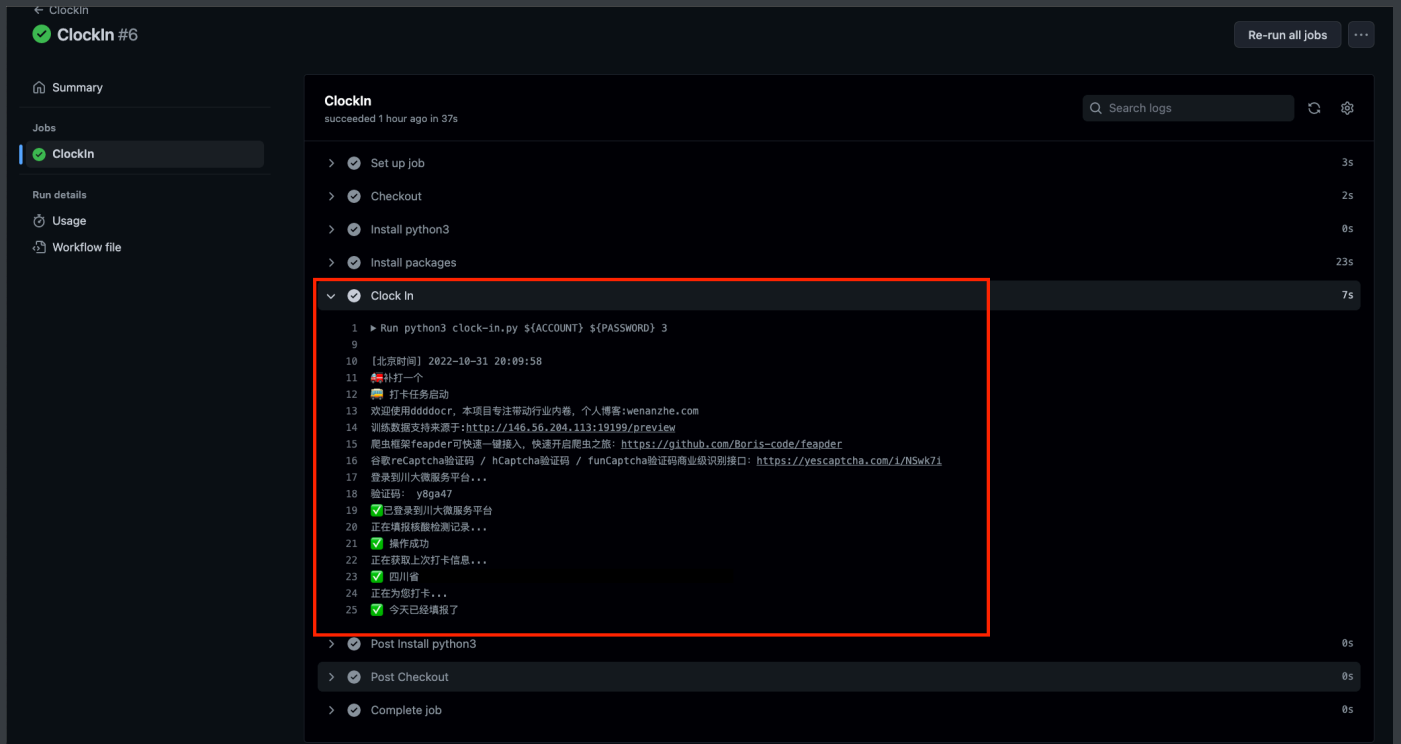 ← ClockIn
ClockIn #6
Re-run all jobs
Summary
Jobs
ClockIn
Run details
Usage
Workflow file
ClockIn
succeeded 1 hour ago in 37s
Search logs
Set up job 3s
Checkout 2s
Install python3 0s
Install packages 23s
Clock In 7s
1 ▶ Run python3 clock-in.py ${ACCOUNT} ${PASSWORD} 3
9
10 [北京时间] 2022-10-31 20:09:58
11 🚒补打一个
12 🚎 打卡任务启动
13 欢迎使用ddddocr，本项目专注带动行业内卷，个人博客:wenanzhe.com
14 训练数据支持来源于:http://146.56.204.113:19199/preview
15 爬虫框架feapder可快速一键接入，快速开启爬虫之旅：https://github.com/Boris-code/feapder
16 谷歌reCaptcha验证码 / hCaptcha验证码 / funCaptcha验证码商业级识别接口：https://yescaptcha.com/i/NSwk7i
17 登录到川大微服务平台...
18 验证码： y8ga47
19 ✅已登录到川大微服务平台
20 正在填报核酸检测记录...
21 ✅ 操作成功
22 正在获取上次打卡信息...
23 ✅ 四川省
24 正在为您打卡...
25 ✅ 今天已经填报了
Post Install python3 0s
Post Checkout 0s
Complete job 0s